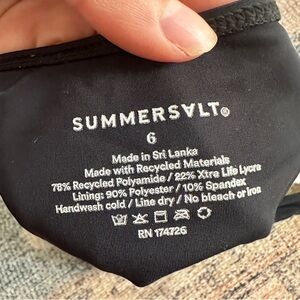 SUMMERSALT®
6
Made in Sri Lanka
Made with Recycled Materials
78% Recycled Polyamide / 22% Xtra Life Lycra
Lining: 90% Polyester / 10% Spandex
Handwash cold / Line dry / No bleach or iron
RN 174726